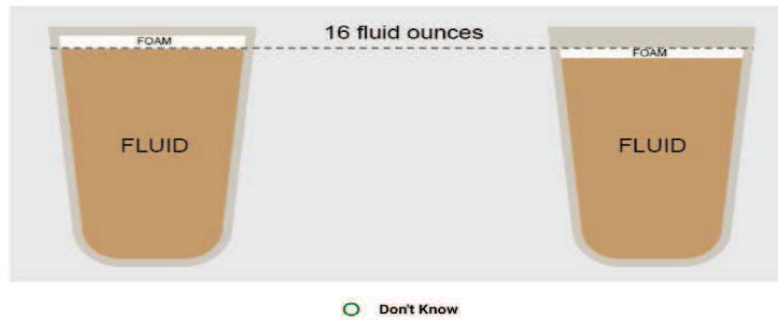 16 fluid ounces
FOAM
FOAM
FLUID
FLUID
Don't Know